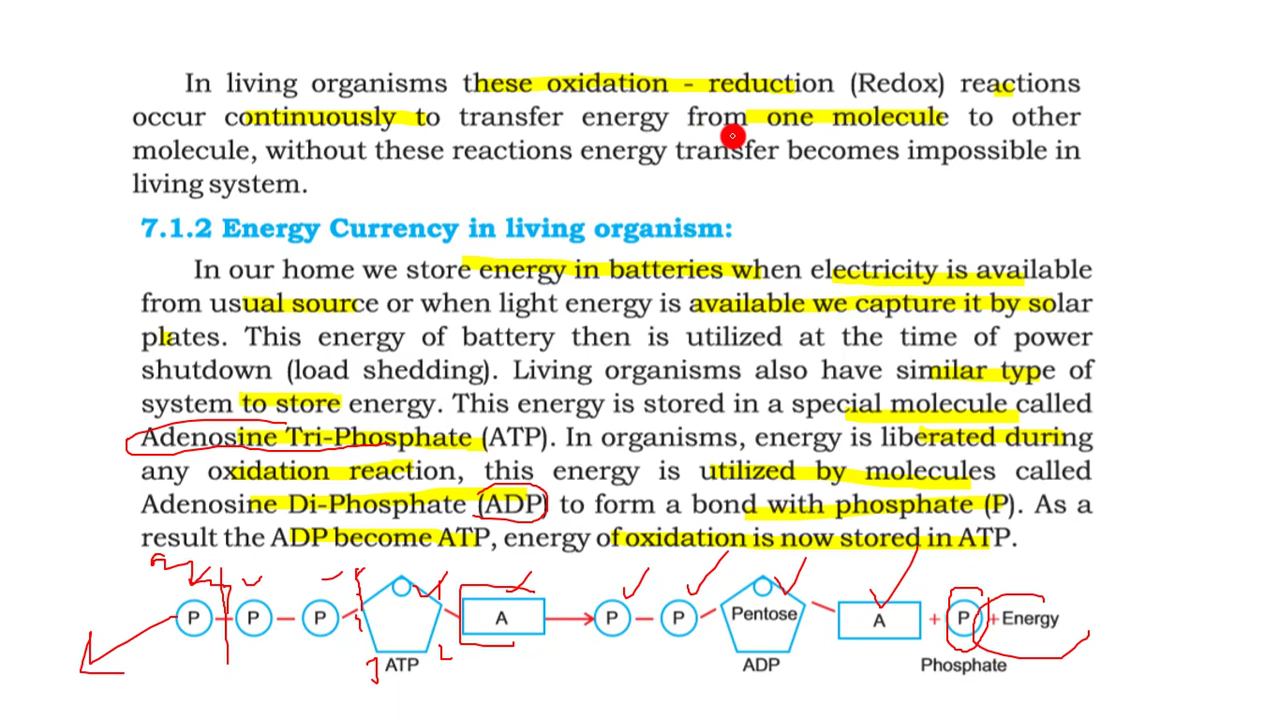 In living organisms these oxidation - reduction (Redox) reactions
occur continuously to transfer energy from one molecule to other
molecule, without these reactions energy transfer becomes impossible in
living system.
7.1.2 Energy Currency in living organism:
In our home we store energy in batteries when electricity is available
from usual source or when light energy is available we capture it by solar
plates. This energy of battery then is utilized at the time of power
shutdown (load shedding). Living organisms also have similar type of
system to store energy. This energy is stored in a special molecule called
Adenosine Tri-Phosphate (ATP). In organisms, energy is liberated during
any oxidation reaction, this energy is utilized by molecules called
Adenosine Di-Phosphate (ADP) to form a bond with phosphate (P). As a
result the ADP become ATP, energy of oxidation is now stored in ATP.
P P P A P P Pentose A + P + Energy
ATP ADP Phosphate